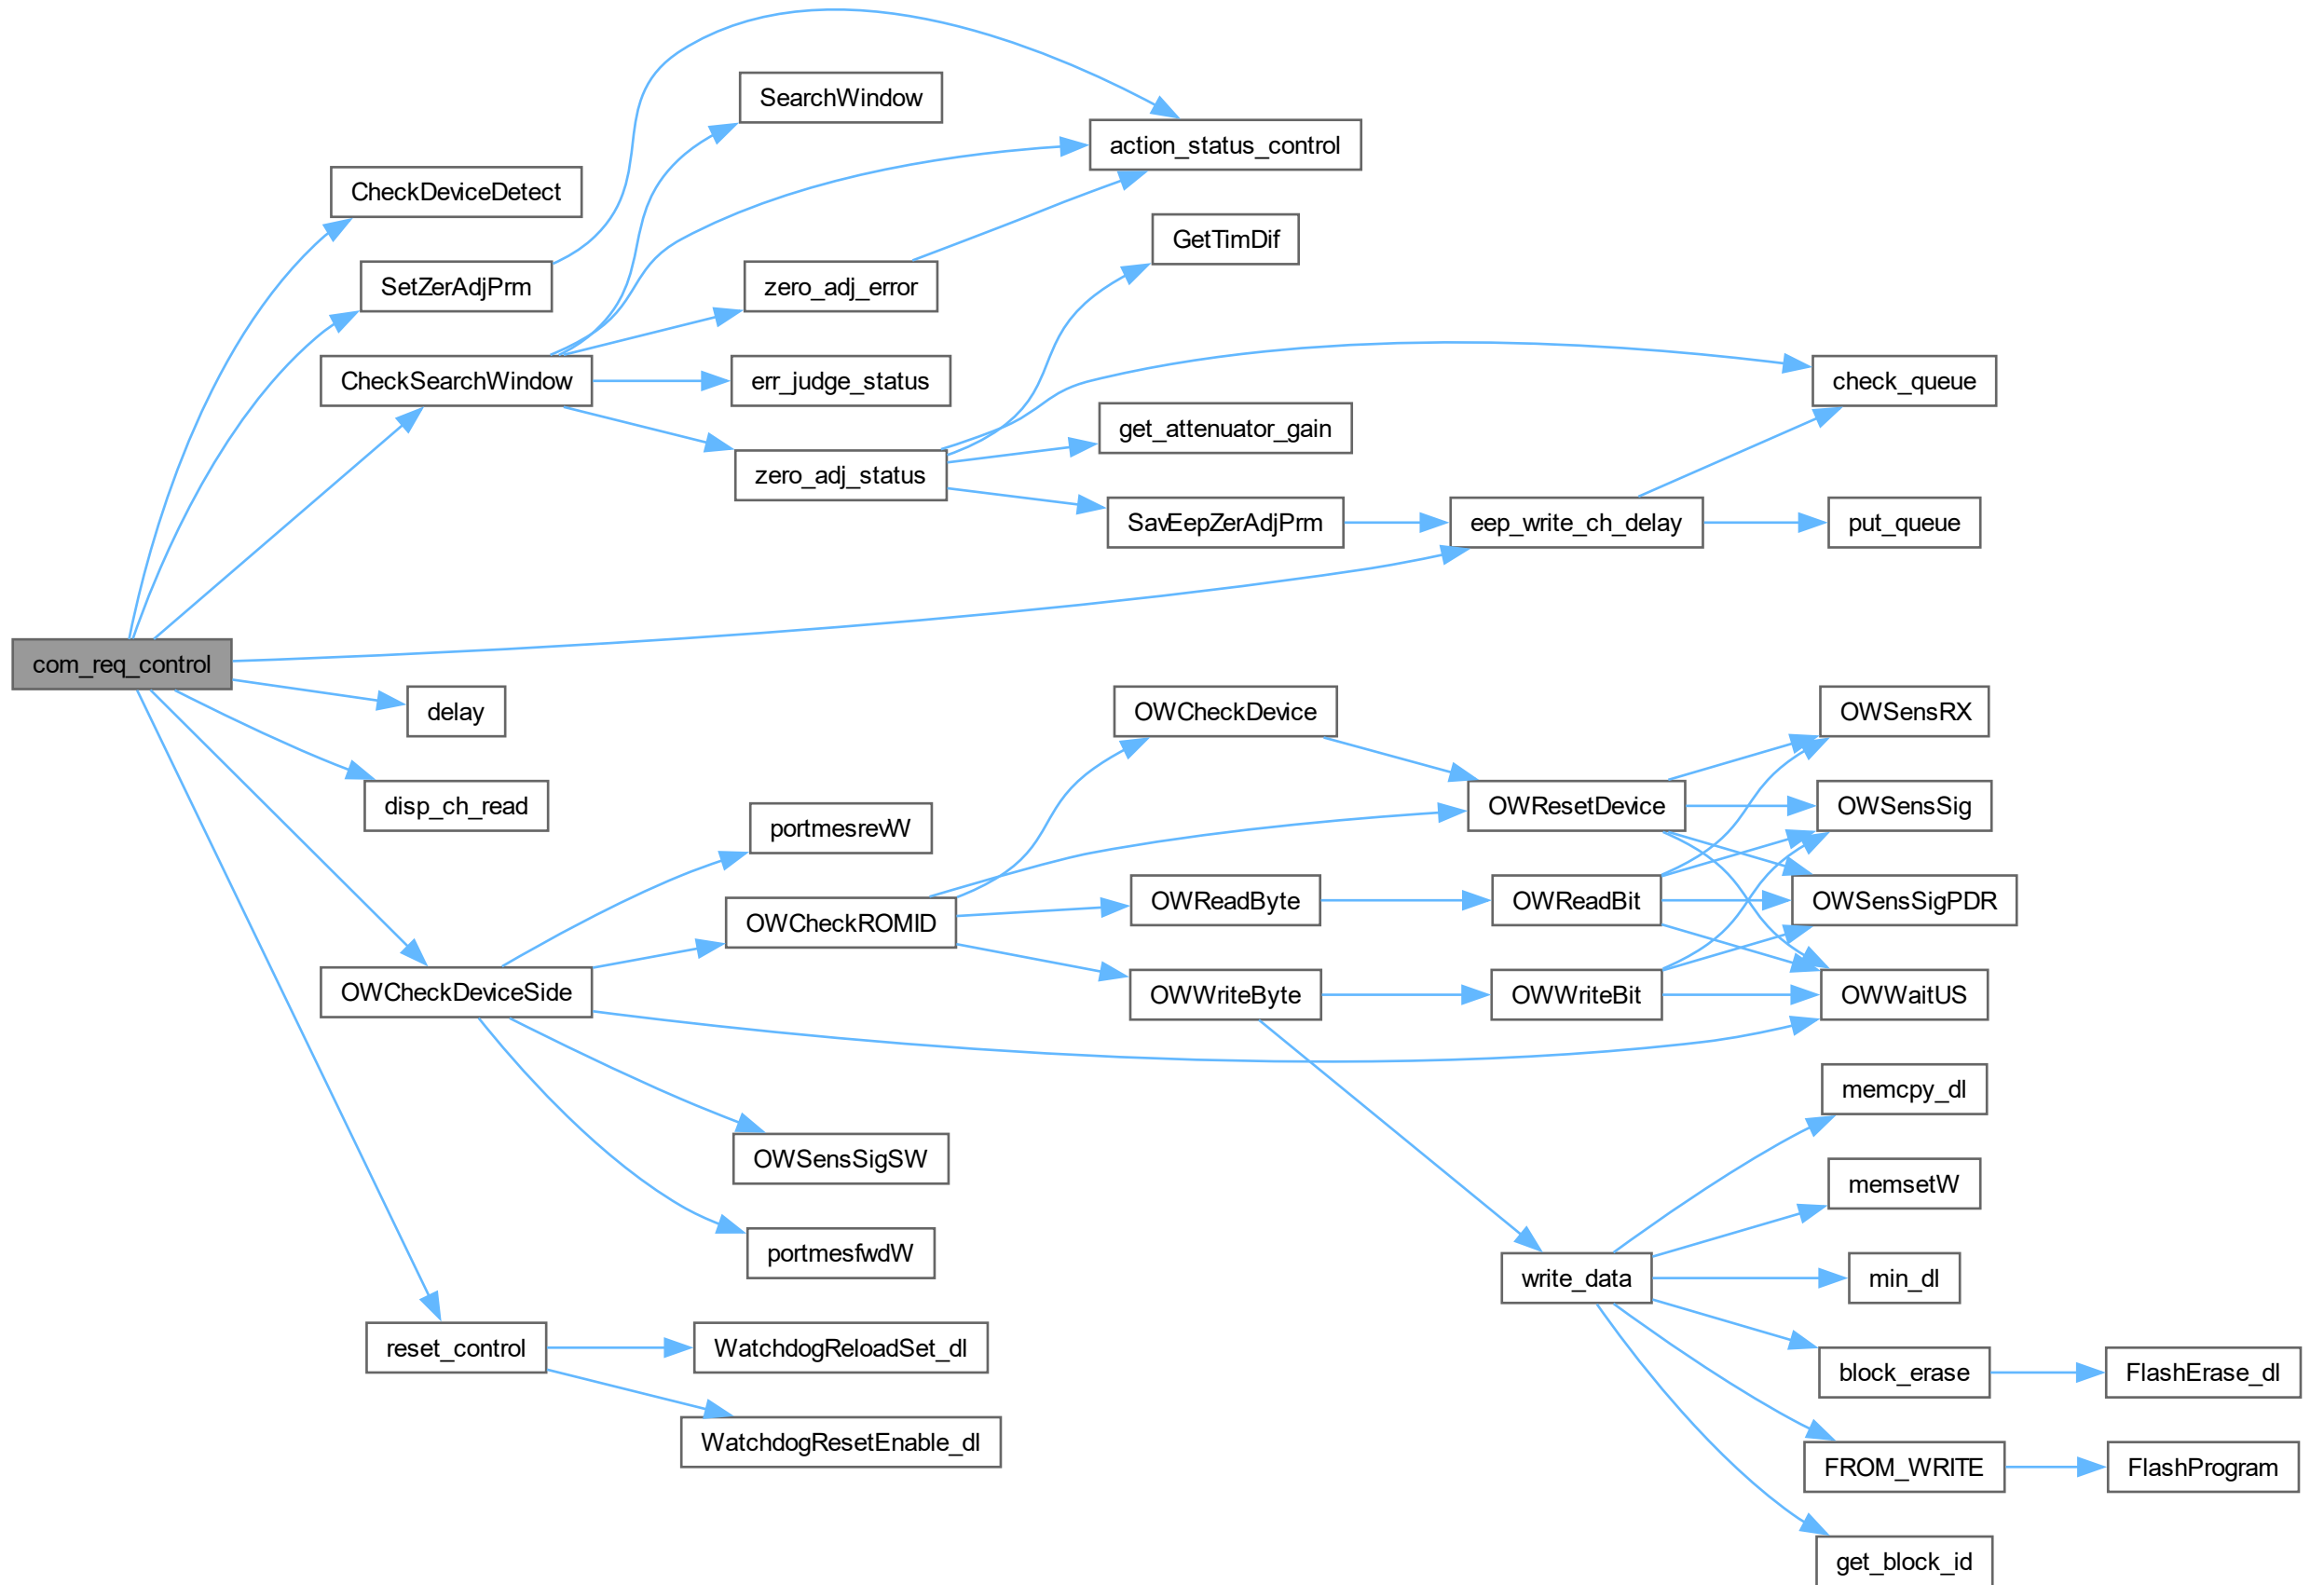 SearchWindow
action_status_control
CheckDeviceDetect
GetTimDif
SetZerAdjPrm
zero_adj_error
CheckSearchWindow
err_judge_status
check_queue
get_attenuator_gain
zero_adj_status
SavEepZerAdjPrm
eep_write_ch_delay
put_queue
com_req_control
delay
OWCheckDevice
OWSensRX
disp_ch_read
portmesrevW
OWResetDevice
OWSensSig
OWCheckROMID
OWReadByte
OWReadBit
OWSensSigPDR
OWCheckDeviceSide
OWWriteByte
OWWriteBit
OWWaitUS
memcpy_dl
OWSensSigSW
memsetW
portmesfwdW
write_data
min_dl
reset_control
WatchdogReloadSet_dl
block_erase
FlashErase_dl
WatchdogResetEnable_dl
FROM_WRITE
FlashProgram
get_block_id